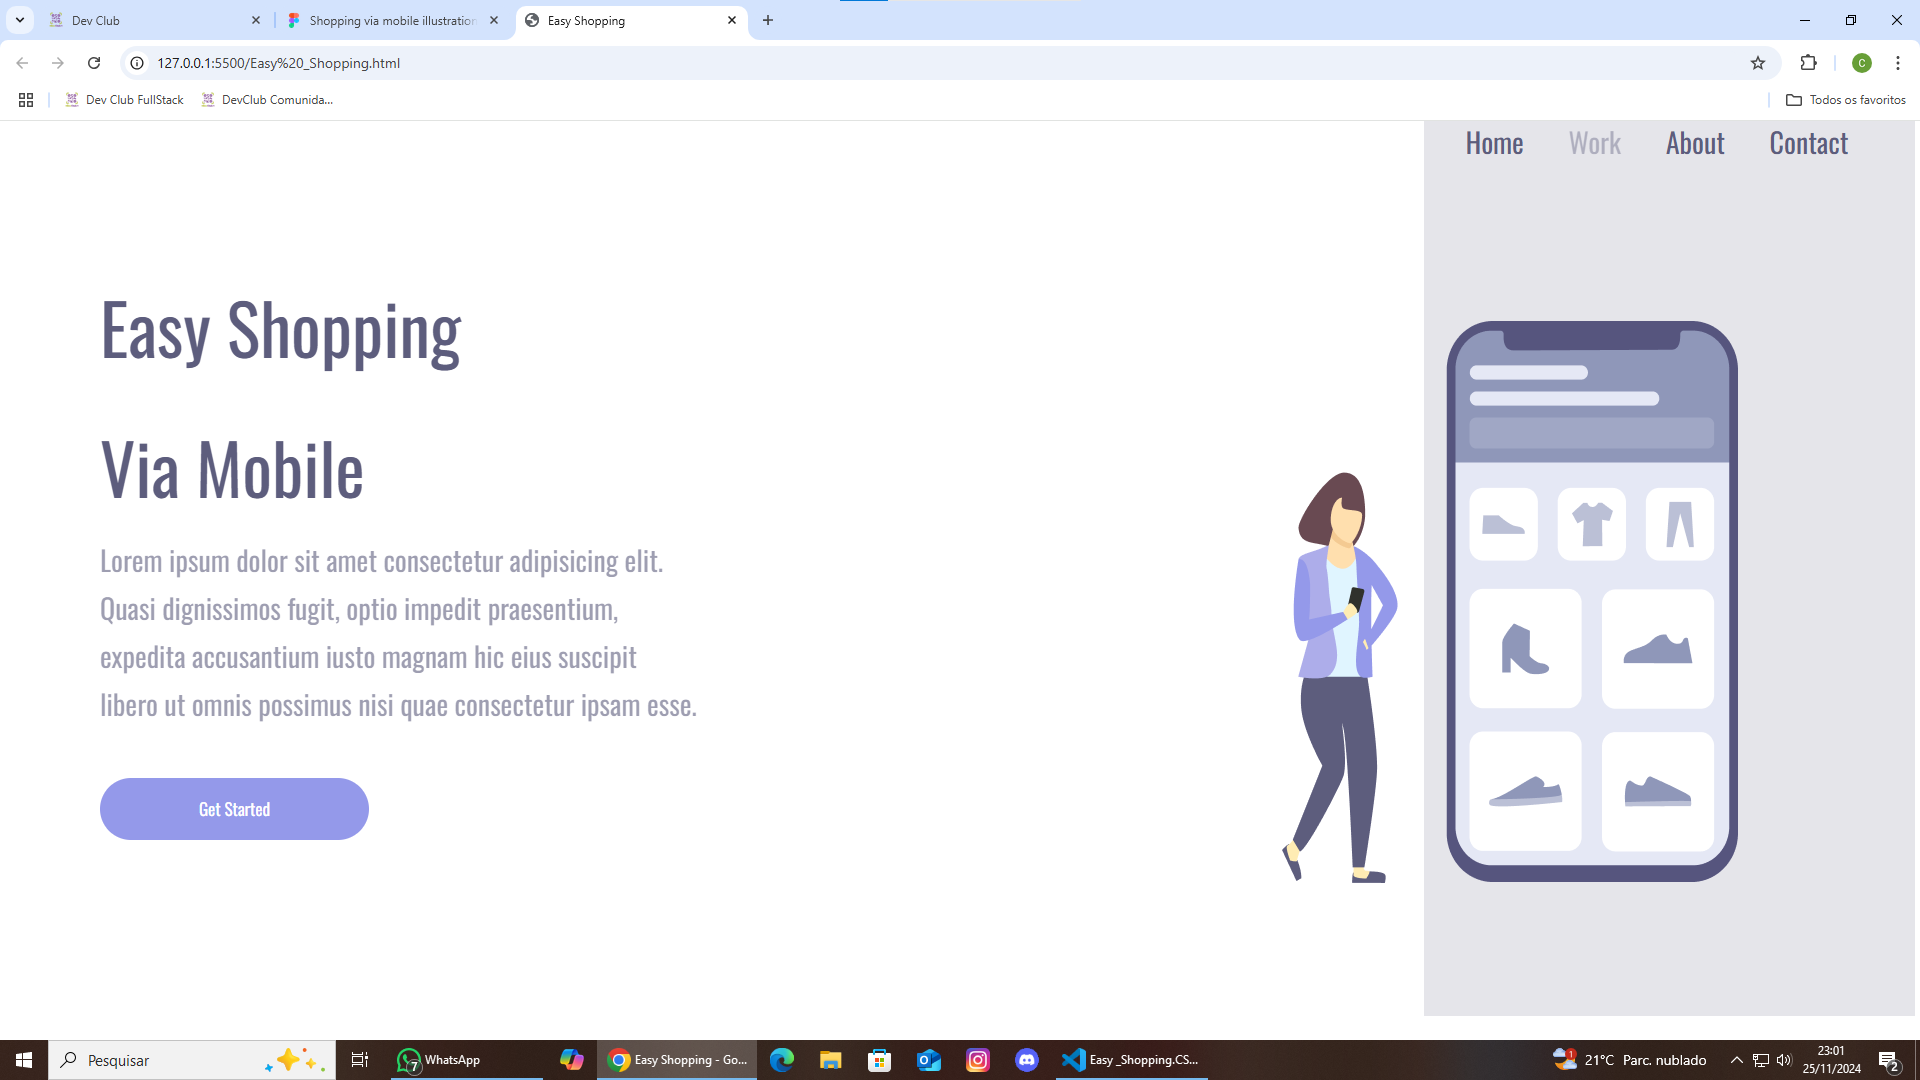 Dev Club
Shopping via mobile illustration
Easy Shopping
127.0.0.1:5500/Easy%20_Shopping.html
C
Dev Club FullStack
DevClub Comunida...
Todos os favoritos
Home
Work
About
Contact
Easy Shopping
Via Mobile
Lorem ipsum dolor sit amet consectetur adipisicing elit.
Quasi dignissimos fugit, optio impedit praesentium,
expedita accusantium iusto magnam hic eius suscipit
libero ut omnis possimus nisi quae consectetur ipsam esse.
Get Started
Pesquisar
7
WhatsApp
Easy Shopping - Go...
Easy _Shopping.CS...
1
21°C Parc. nublado
23:01
25/11/2024
2